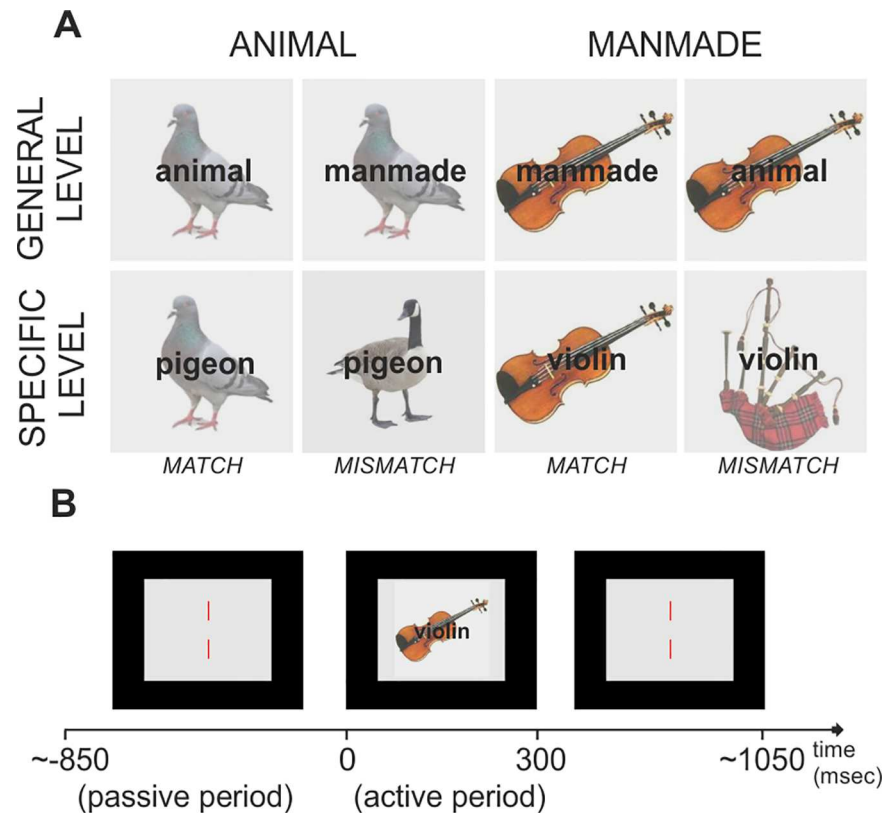 A
ANIMAL MANMADE
GENERAL LEVEL
animal manmade manmade animal
SPECIFIC LEVEL
pigeon pigeon violin violin
MATCH MISMATCH MATCH MISMATCH
B
violin
~-850 0 300 ~1050 time
(msec)
(passive period) (active period)